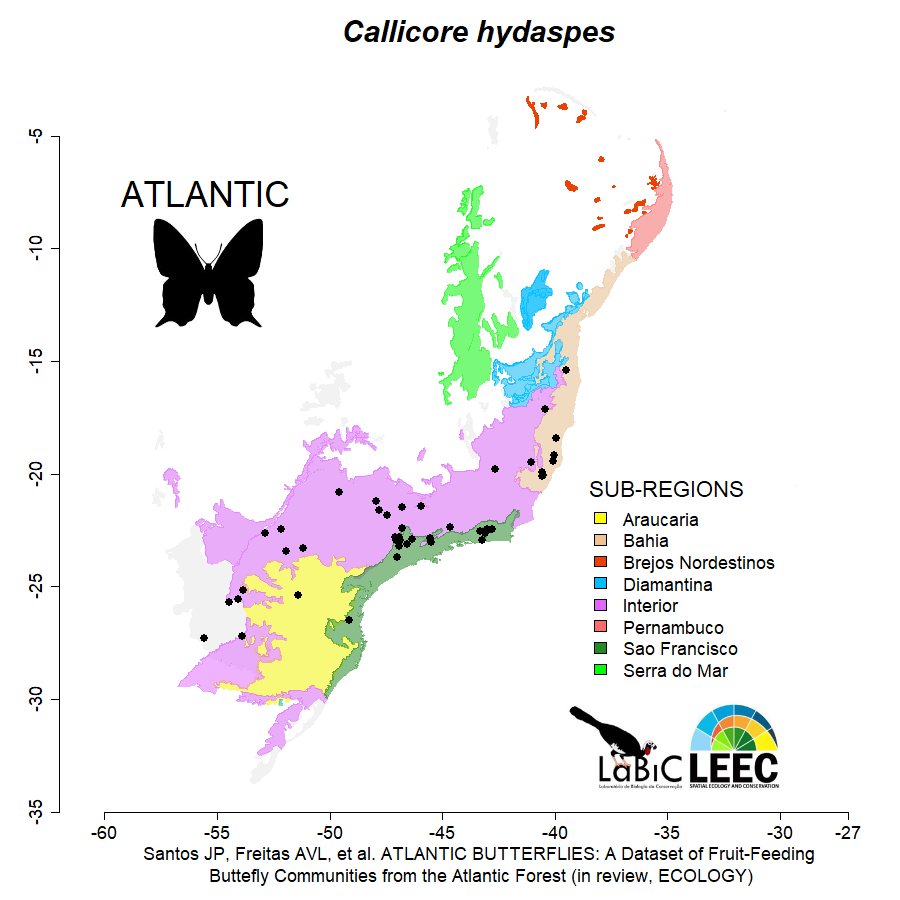 Callicore hydaspes
ATLANTIC
-5
-10
-15
-20
-25
-30
-35
SUB-REGIONS
Araucaria
Bahia
Brejos Nordestinos
Diamantina
Interior
Pernambuco
Sao Francisco
Serra do Mar
LaBiC LEEC
Laboratório de Biologia da Conservação
SPATIAL ECOLOGY AND CONSERVATION
-60 -55 -50 -45 -40 -35 -30 -27
Santos JP, Freitas AVL, et al. ATLANTIC BUTTERFLIES: A Dataset of Fruit-Feeding
Buttefly Communities from the Atlantic Forest (in review, ECOLOGY)